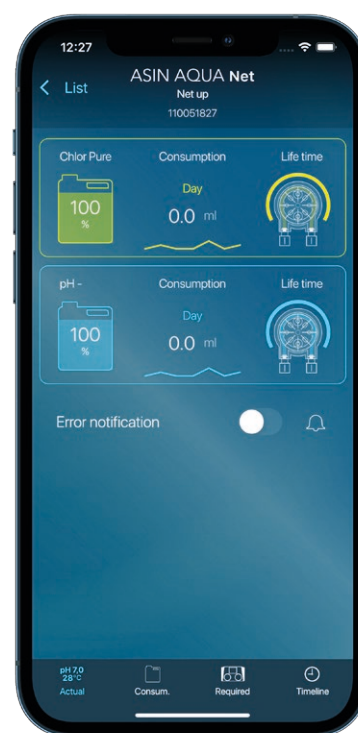 12:27
List
ASIN AQUA Net
Net up
110051827
Chlor Pure
Consumption
Life time
100
%
Day
0.0 ml
pH -
Consumption
Life time
100
%
Day
0.0 ml
Error notification
pH 7,0
28°C
Actual
Consum.
Required
Timeline